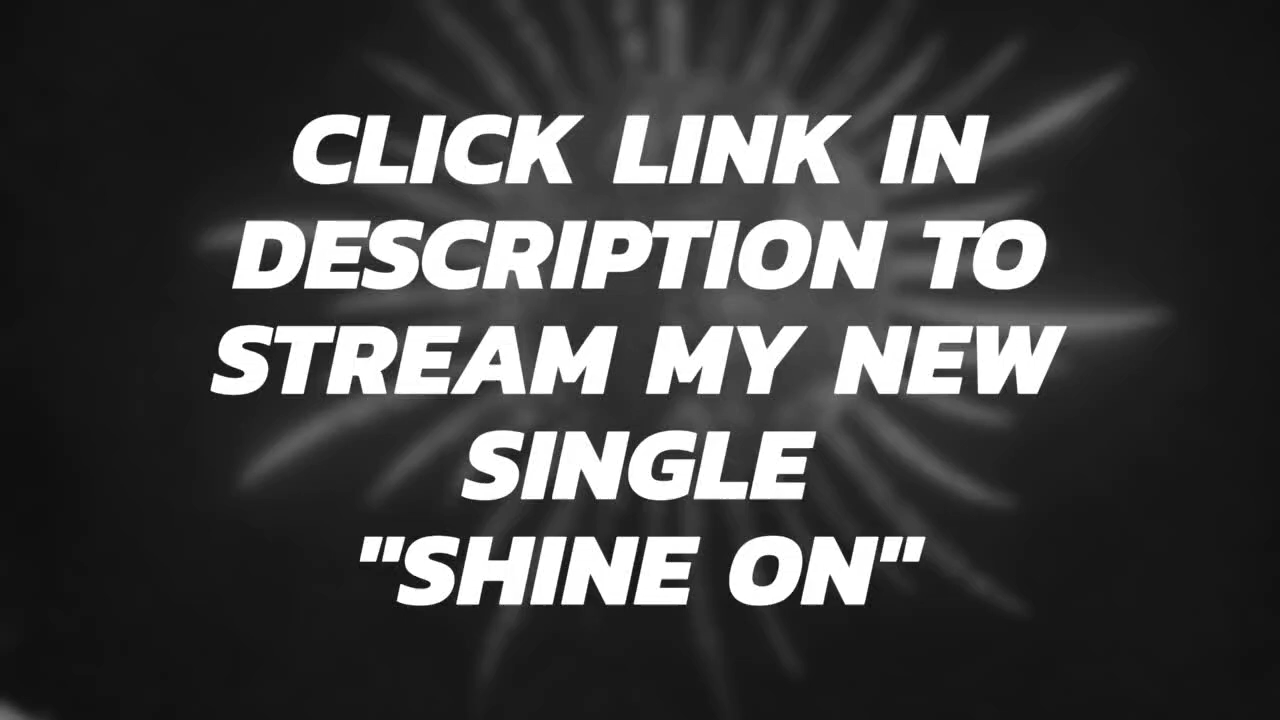 CLICK LINK IN
DESCRIPTION TO
STREAM MY NEW
SINGLE
"SHINE ON"